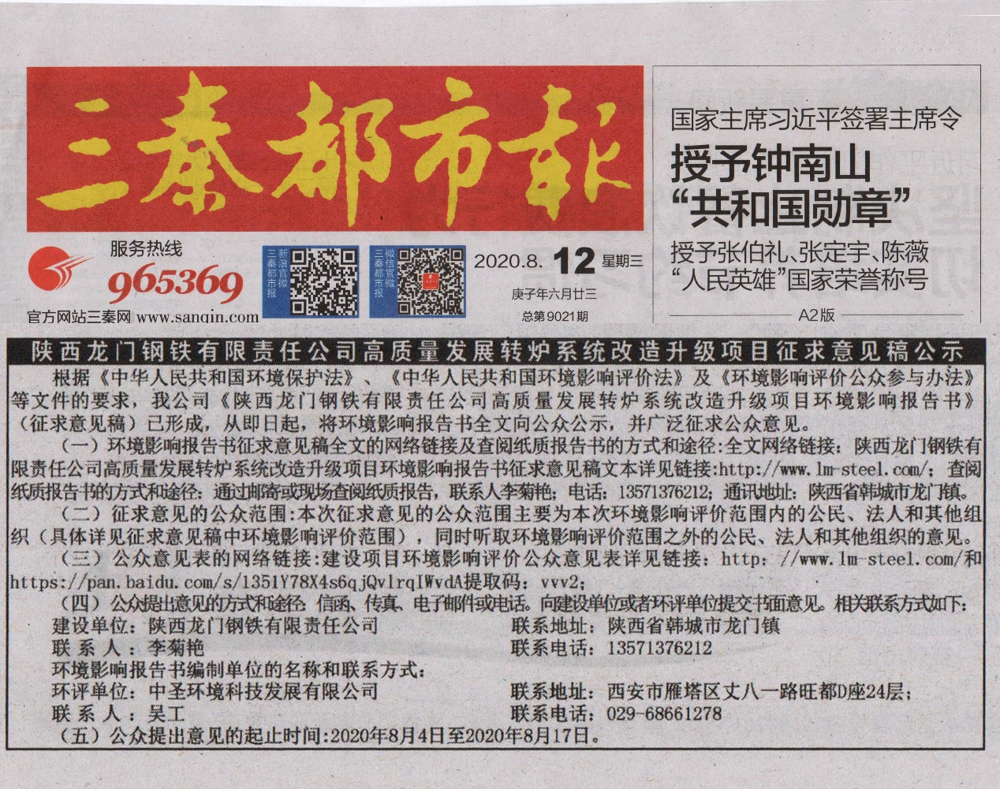 三秦都市报
国家主席习近平签署主席令
授予钟南山
“共和国勋章”
授予张伯礼、张定宇、陈薇
“人民英雄”国家荣誉称号
A2版
服务热线
965369
官方网站三秦网 www.sanqin.com
新浪官微
三秦都市报
微信官微
三秦都市报
2020.8. 12 星期三
庚子年六月廿三
总第9021期
陕西龙门钢铁有限责任公司高质量发展转炉系统改造升级项目征求意见稿公示
根据《中华人民共和国环境保护法》、《中华人民共和国环境影响评价法》及《环境影响评价公众参与办法》
等文件的要求，我公司《陕西龙门钢铁有限责任公司高质量发展转炉系统改造升级项目环境影响报告书》
（征求意见稿）已形成，从即日起，将环境影响报告书全文向公众公示，并广泛征求公众意见。
（一）环境影响报告书征求意见稿全文的网络链接及查阅纸质报告书的方式和途径:全文网络链接：陕西龙门钢铁有
限责任公司高质量发展转炉系统改造升级项目环境影响报告书征求意见稿文本详见链接:http://www.lm-steel.com/；查阅
纸质报告书的方式和途径：通过邮寄或现场查阅纸质报告，联系人李菊艳；电话：13571376212；通讯地址：陕西省韩城市龙门镇。
（二）征求意见的公众范围:本次征求意见的公众范围主要为本次环境影响评价范围内的公民、法人和其他组
织（具体详见征求意见稿中环境影响评价范围），同时听取环境影响评价范围之外的公民、法人和其他组织的意见。
（三）公众意见表的网络链接:建设项目环境影响评价公众意见表详见链接：http：//www.lm-steel.com/和
https://pan.baidu.com/s/1351Y78X4s6qjQvlrqIWvdA提取码：vvv2；
（四）公众提出意见的方式和途径：信函、传真、电子邮件或电话。向建设单位或者环评单位提交书面意见。相关联系方式如下：
建设单位：陕西龙门钢铁有限责任公司 联系地址：陕西省韩城市龙门镇
联 系 人：李菊艳 联系电话：13571376212
环境影响报告书编制单位的名称和联系方式：
环评单位：中圣环境科技发展有限公司 联系地址：西安市雁塔区丈八一路旺都D座24层；
联 系 人：吴工 联系电话：029-68661278
（五）公众提出意见的起止时间:2020年8月4日至2020年8月17日。